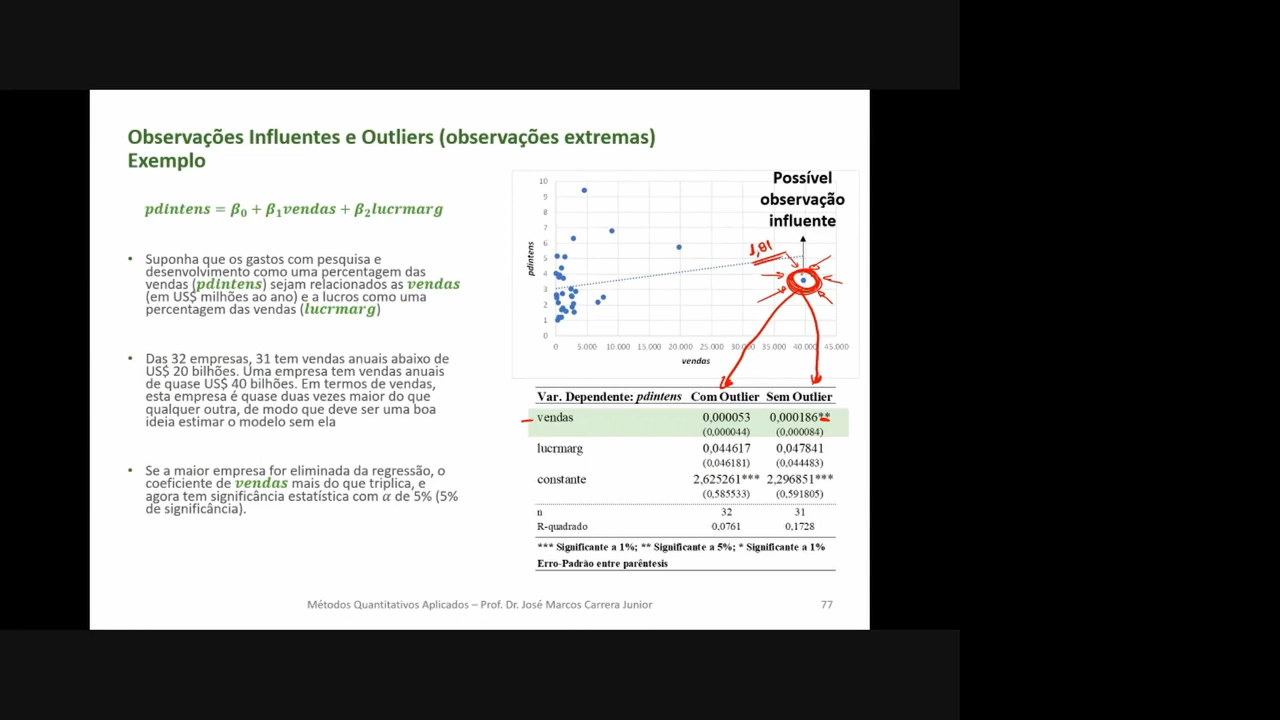 Observações Influentes e Outliers (observações extremas)
Exemplo
pdintens = β₀ + β₁vendas + β₂lucrmarg
• Suponha que os gastos com pesquisa e
desenvolvimento como uma percentagem das
vendas (pdintens) sejam relacionados as vendas
(em US$ milhões ao ano) e a lucros como uma
percentagem das vendas (lucrmarg)
• Das 32 empresas, 31 tem vendas anuais abaixo de
US$ 20 bilhões. Uma empresa tem vendas anuais
de quase US$ 40 bilhões. Em termos de vendas,
esta empresa é quase duas vezes maior do que
qualquer outra, de modo que deve ser uma boa
ideia estimar o modelo sem ela
• Se a maior empresa for eliminada da regressão, o
coeficiente de vendas mais do que triplica, e
agora tem significância estatística com α de 5% (5%
de significância).
Possível
observação
influente
10
9
8
7
6
5
4
3
2
1
0
pdintens
0 5.000 10.000 15.000 20.000 25.000 30.000 35.000 40.000 45.000
vendas
Var. Dependente: pdintens Com Outlier Sem Outlier
vendas 0,000053 0,000186**
(0,000044) (0,000084)
lucrmarg 0,044617 0,047841
(0,046181) (0,044483)
constante 2,625261*** 2,296851***
(0,585533) (0,591805)
n 32 31
R-quadrado 0,0761 0,1728
*** Significante a 1%; ** Significante a 5%; * Significante a 1%
Erro-Padrão entre parêntesis
Métodos Quantitativos Aplicados – Prof. Dr. José Marcos Carrera Junior 77